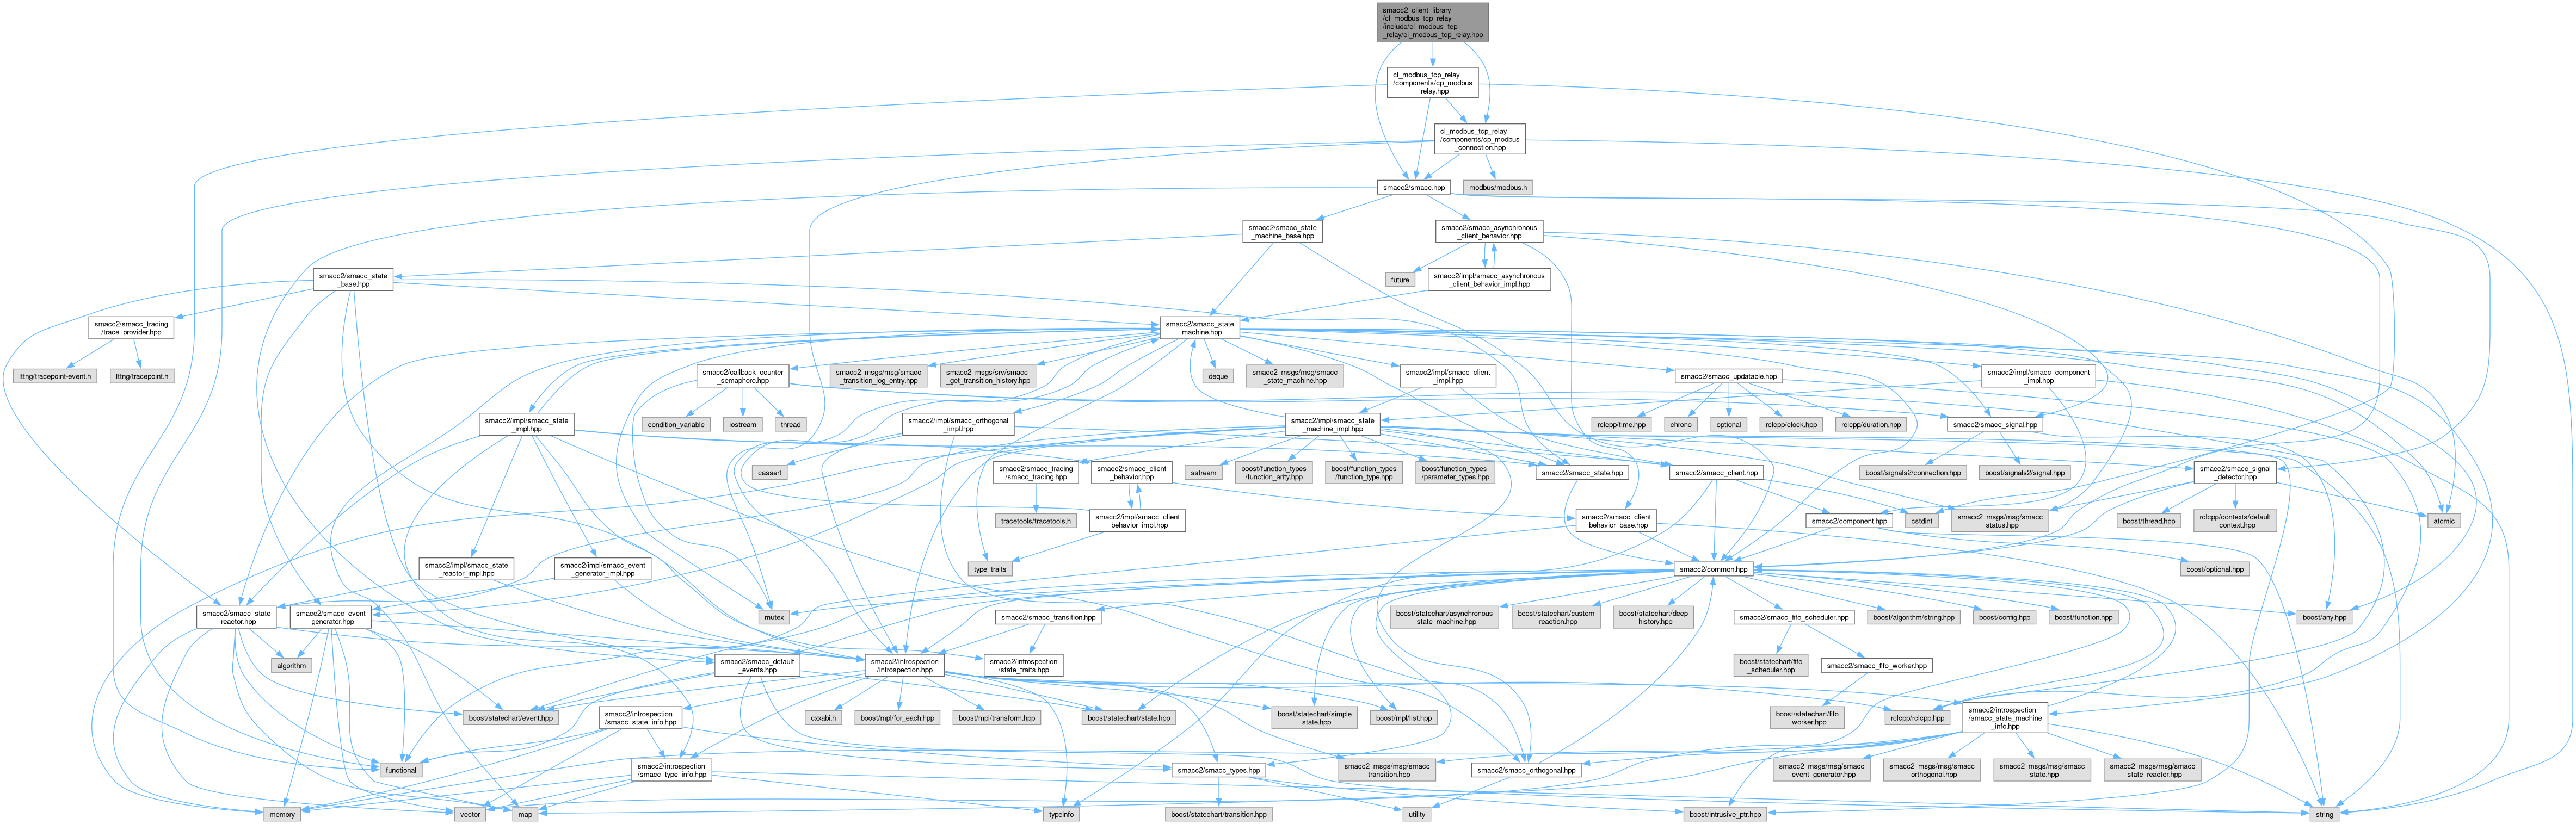 smacc2_client_library
/cl_modbus_tcp_relay
/include/cl_modbus_tcp
_relay/cl_modbus_tcp_relay.hpp
cl_modbus_tcp_relay
/components/cp_modbus
_relay.hpp
cl_modbus_tcp_relay
/components/cp_modbus
_connection.hpp
smacc2/smacc.hpp
modbus/modbus.h
smacc2/smacc_state
_machine_base.hpp
smacc2/smacc_asynchronous
_client_behavior.hpp
smacc2/smacc_state
_base.hpp
future
smacc2/impl/smacc_asynchronous
_client_behavior_impl.hpp
smacc2/smacc_tracing
/trace_provider.hpp
smacc2/smacc_state
_machine.hpp
lttng/tracepoint-event.h
lttng/tracepoint.h
smacc2/callback_counter
_semaphore.hpp
smacc2_msgs/msg/smacc
_transition_log_entry.hpp
smacc2_msgs/srv/smacc
_get_transition_history.hpp
deque
smacc2_msgs/msg/smacc
_state_machine.hpp
smacc2/impl/smacc_client
_impl.hpp
smacc2/smacc_updatable.hpp
smacc2/impl/smacc_component
_impl.hpp
smacc2/impl/smacc_state
_impl.hpp
condition_variable
iostream
thread
smacc2/impl/smacc_orthogonal
_impl.hpp
smacc2/impl/smacc_state
_machine_impl.hpp
rclcpp/time.hpp
chrono
optional
rclcpp/clock.hpp
rclcpp/duration.hpp
smacc2/smacc_signal.hpp
cassert
smacc2/smacc_tracing
/smacc_tracing.hpp
smacc2/smacc_client
_behavior.hpp
sstream
boost/function_types
/function_arity.hpp
boost/function_types
/function_type.hpp
boost/function_types
/parameter_types.hpp
smacc2/smacc_state.hpp
smacc2/smacc_client.hpp
boost/signals2/connection.hpp
boost/signals2/signal.hpp
smacc2/smacc_signal
_detector.hpp
tracetools/tracetools.h
smacc2/impl/smacc_client
_behavior_impl.hpp
smacc2/smacc_client
_behavior_base.hpp
smacc2/component.hpp
cstdint
smacc2_msgs/msg/smacc
_status.hpp
boost/thread.hpp
rclcpp/contexts/default
_context.hpp
atomic
smacc2/impl/smacc_state
_reactor_impl.hpp
smacc2/impl/smacc_event
_generator_impl.hpp
type_traits
smacc2/common.hpp
boost/optional.hpp
smacc2/smacc_state
_reactor.hpp
smacc2/smacc_event
_generator.hpp
mutex
smacc2/smacc_transition.hpp
boost/statechart/asynchronous
_state_machine.hpp
boost/statechart/custom
_reaction.hpp
boost/statechart/deep
_history.hpp
smacc2/smacc_fifo_scheduler.hpp
boost/algorithm/string.hpp
boost/config.hpp
boost/function.hpp
boost/any.hpp
algorithm
smacc2/smacc_default
_events.hpp
smacc2/introspection
/introspection.hpp
smacc2/introspection
/state_traits.hpp
boost/statechart/fifo
_scheduler.hpp
smacc2/smacc_fifo_worker.hpp
boost/statechart/event.hpp
smacc2/introspection
/smacc_state_info.hpp
cxxabi.h
boost/mpl/for_each.hpp
boost/mpl/transform.hpp
boost/statechart/state.hpp
boost/statechart/simple
_state.hpp
boost/mpl/list.hpp
boost/statechart/fifo
_worker.hpp
rclcpp/rclcpp.hpp
smacc2/introspection
/smacc_state_machine
_info.hpp
functional
smacc2/introspection
/smacc_type_info.hpp
smacc2/smacc_types.hpp
smacc2_msgs/msg/smacc
_transition.hpp
smacc2/smacc_orthogonal.hpp
smacc2_msgs/msg/smacc
_event_generator.hpp
smacc2_msgs/msg/smacc
_orthogonal.hpp
smacc2_msgs/msg/smacc
_state.hpp
smacc2_msgs/msg/smacc
_state_reactor.hpp
memory
vector
map
typeinfo
boost/statechart/transition.hpp
utility
boost/intrusive_ptr.hpp
string